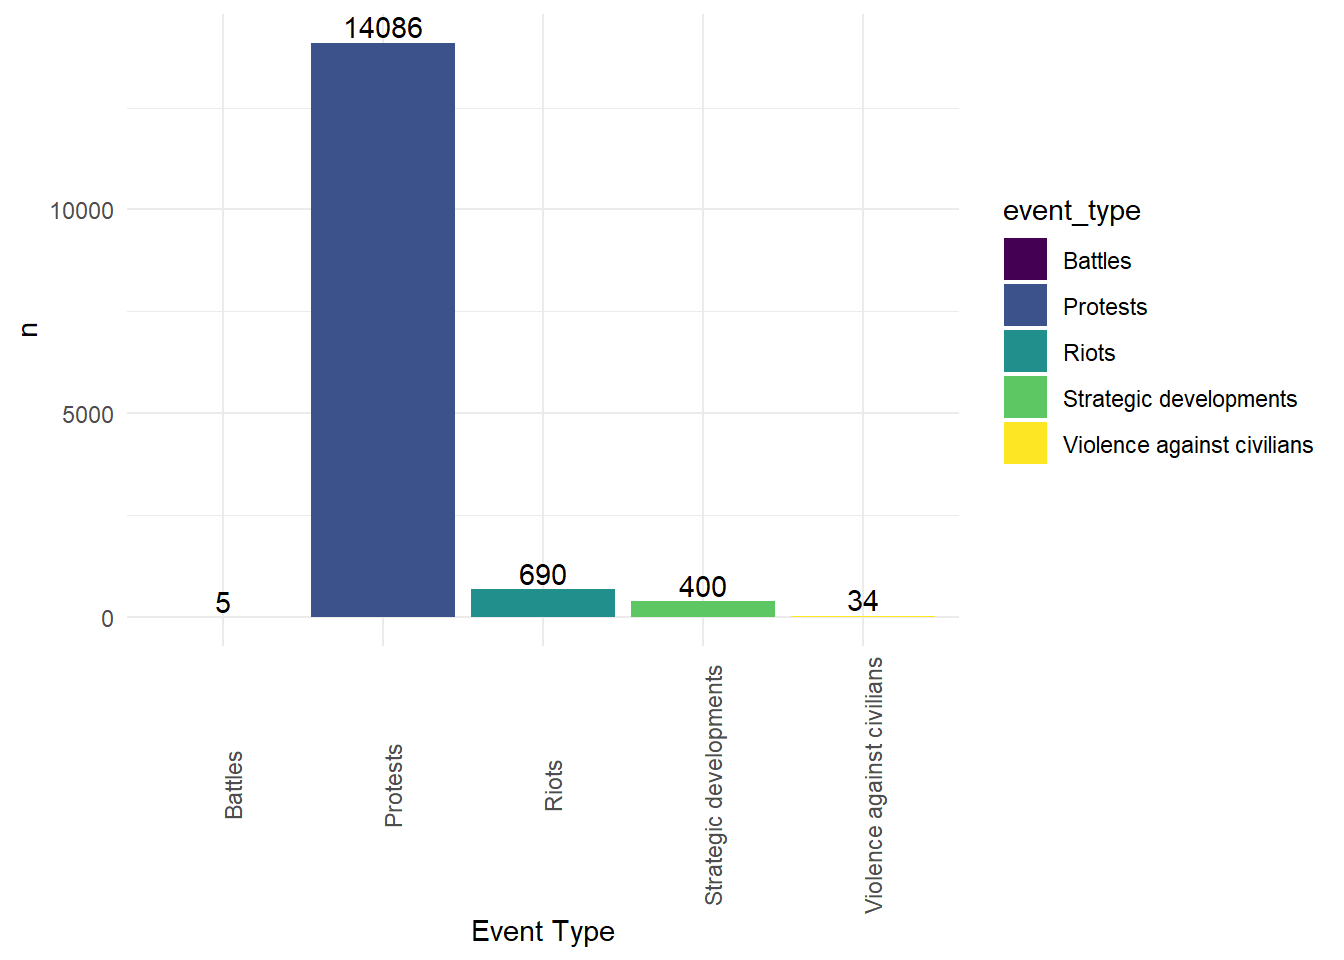 14086
10000
5000
0
n
5
690
400
34
Battles
Protests
Riots
Strategic developments
Violence against civilians
Event Type
event_type
Battles
Protests
Riots
Strategic developments
Violence against civilians